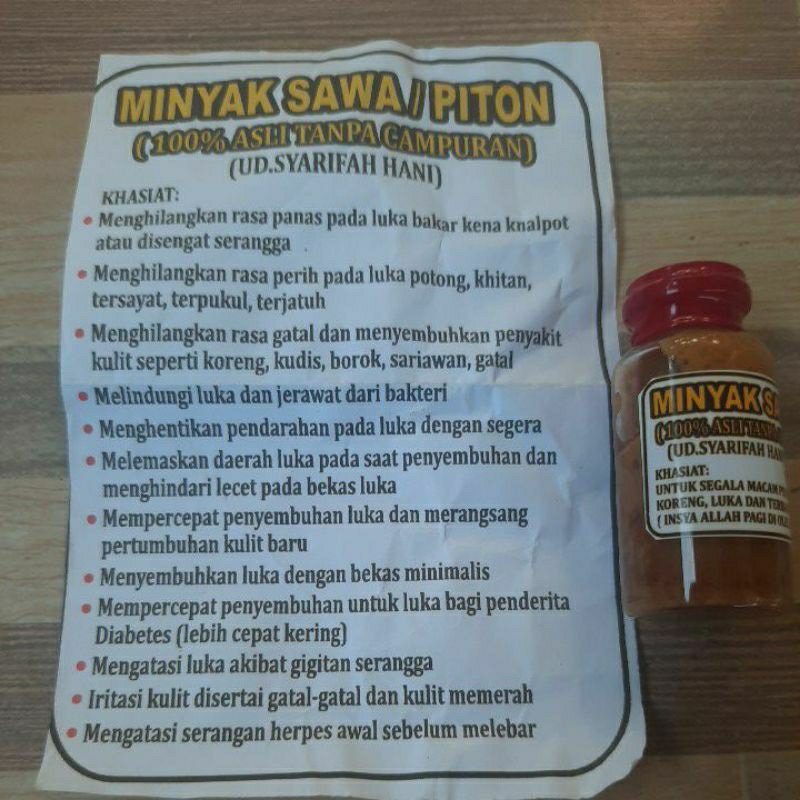 MINYAK SAWA / PITON
( 100% ASLI TANPA CAMPURAN)
(UD.SYARIFAH HANI)
KHASIAT:
• Menghilangkan rasa panas pada luka bakar kena knalpot
atau disengat serangga
• Menghilangkan rasa perih pada luka potong, khitan,
tersayat, terpukul, terjatuh
• Menghilangkan rasa gatal dan menyembuhkan penyakit
kulit seperti koreng, kudis, borok, sariawan, gatal
• Melindungi luka dan jerawat dari bakteri
• Menghentikan pendarahan pada luka dengan segera
• Melemaskan daerah luka pada saat penyembuhan dan
menghindari lecet pada bekas luka
• Mempercepat penyembuhan luka dan merangsang
pertumbuhan kulit baru
• Menyembuhkan luka dengan bekas minimalis
• Mempercepat penyembuhan untuk luka bagi penderita
Diabetes (lebih cepat kering)
• Mengatasi luka akibat gigitan serangga
• Iritasi kulit disertai gatal-gatal dan kulit memerah
• Mengatasi serangan herpes awal sebelum melebar
MINYAK
( 100% ASLI
(UD.SYARIFAH
KHASIAT:
UNTUK SEGALA MACAM
KORENG, LUKA DAN
( INSYA ALLAH PAGI DI